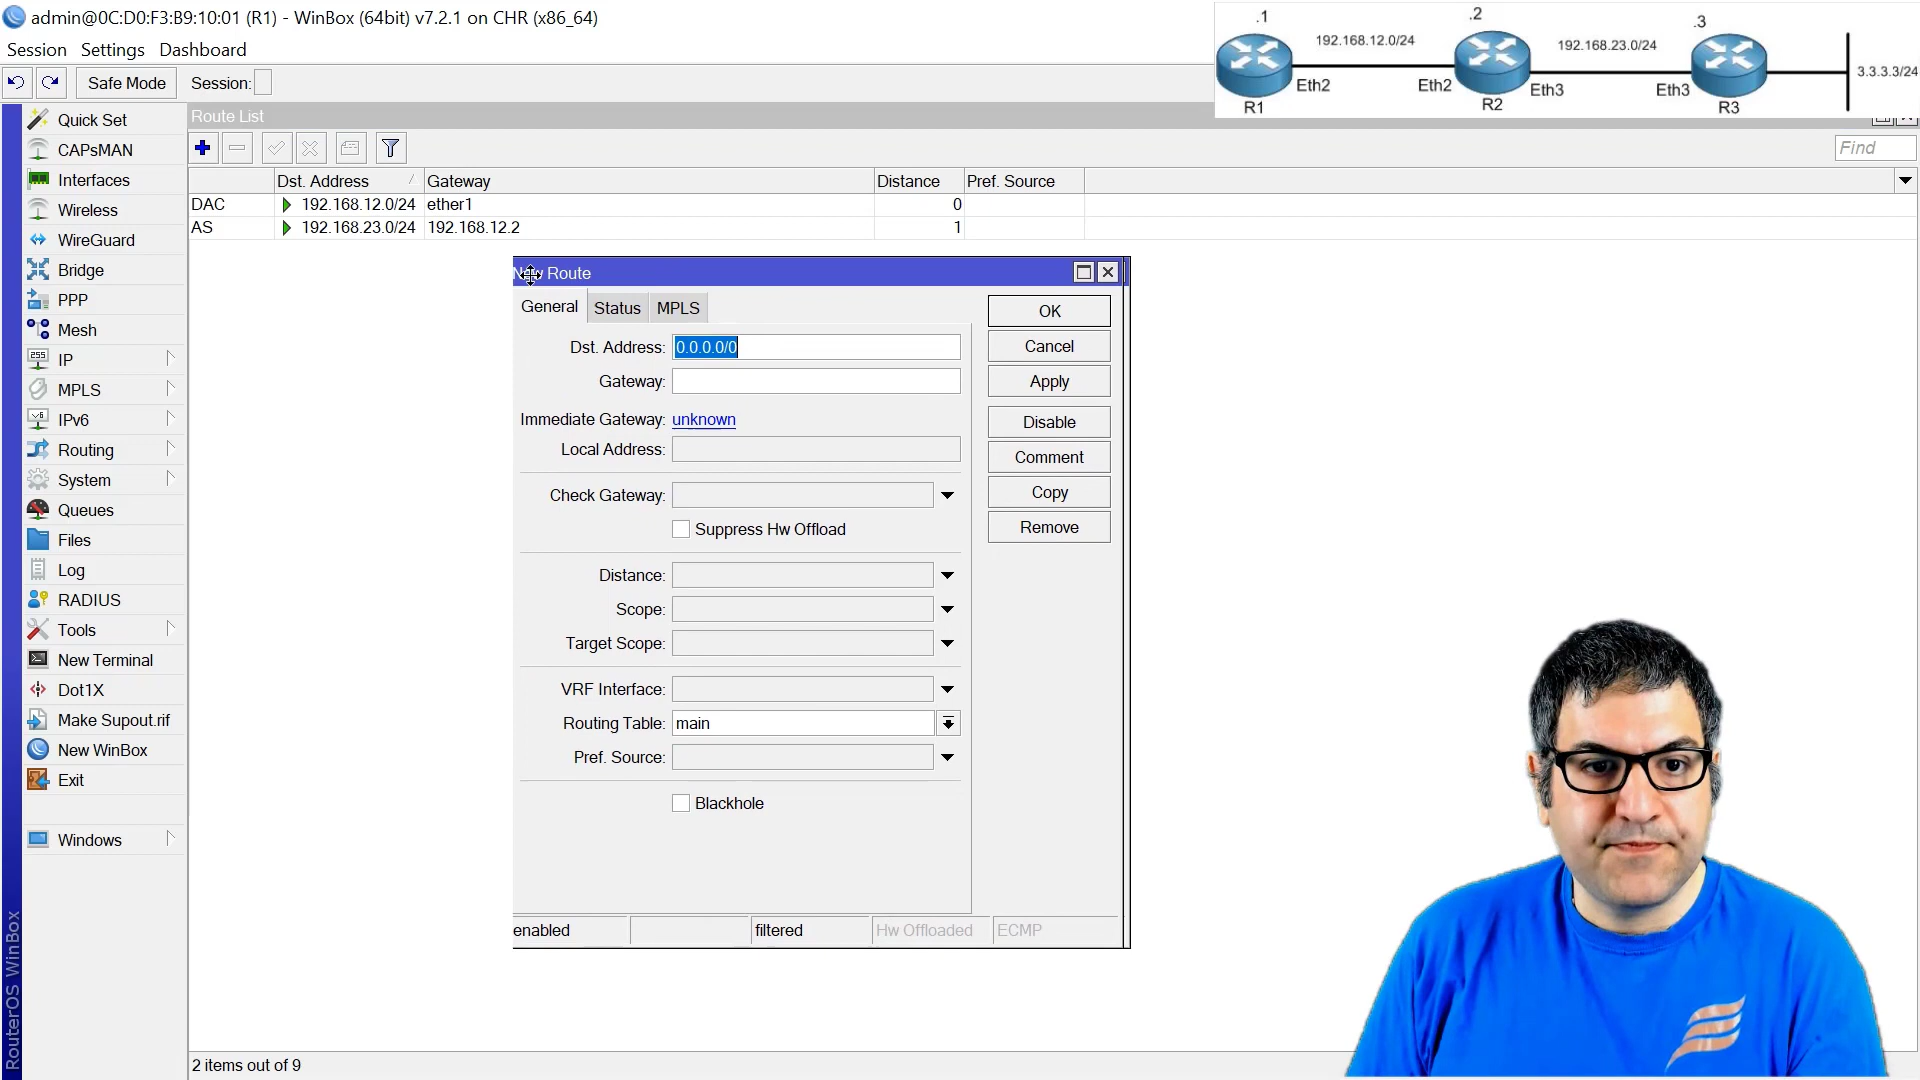 admin@0C:D0:F3:B9:10:01 (R1) - WinBox (64bit) v7.2.1 on CHR (x86_64)
Session Settings Dashboard
Safe Mode Session:
.1 .2 .3
192.168.12.0/24 192.168.23.0/24
3.3.3.3/24
Eth2 Eth2 Eth3 Eth3
R1 R2 R3
Quick Set
CAPsMAN
Interfaces
Wireless
WireGuard
Bridge
PPP
Mesh
IP
MPLS
IPv6
Routing
System
Queues
Files
Log
RADIUS
Tools
New Terminal
Dot1X
Make Supout.rif
New WinBox
Exit
Windows
RouterOS WinBox
Route List
Find
Dst. Address Gateway Distance Pref. Source
DAC 192.168.12.0/24 ether1 0
AS 192.168.23.0/24 192.168.12.2 1
New Route
General Status MPLS
Dst. Address: 0.0.0.0/0
Gateway:
Immediate Gateway: unknown
Local Address:
Check Gateway:
Suppress Hw Offload
Distance:
Scope:
Target Scope:
VRF Interface:
Routing Table: main
Pref. Source:
Blackhole
OK
Cancel
Apply
Disable
Comment
Copy
Remove
enabled filtered Hw Offloaded ECMP
2 items out of 9